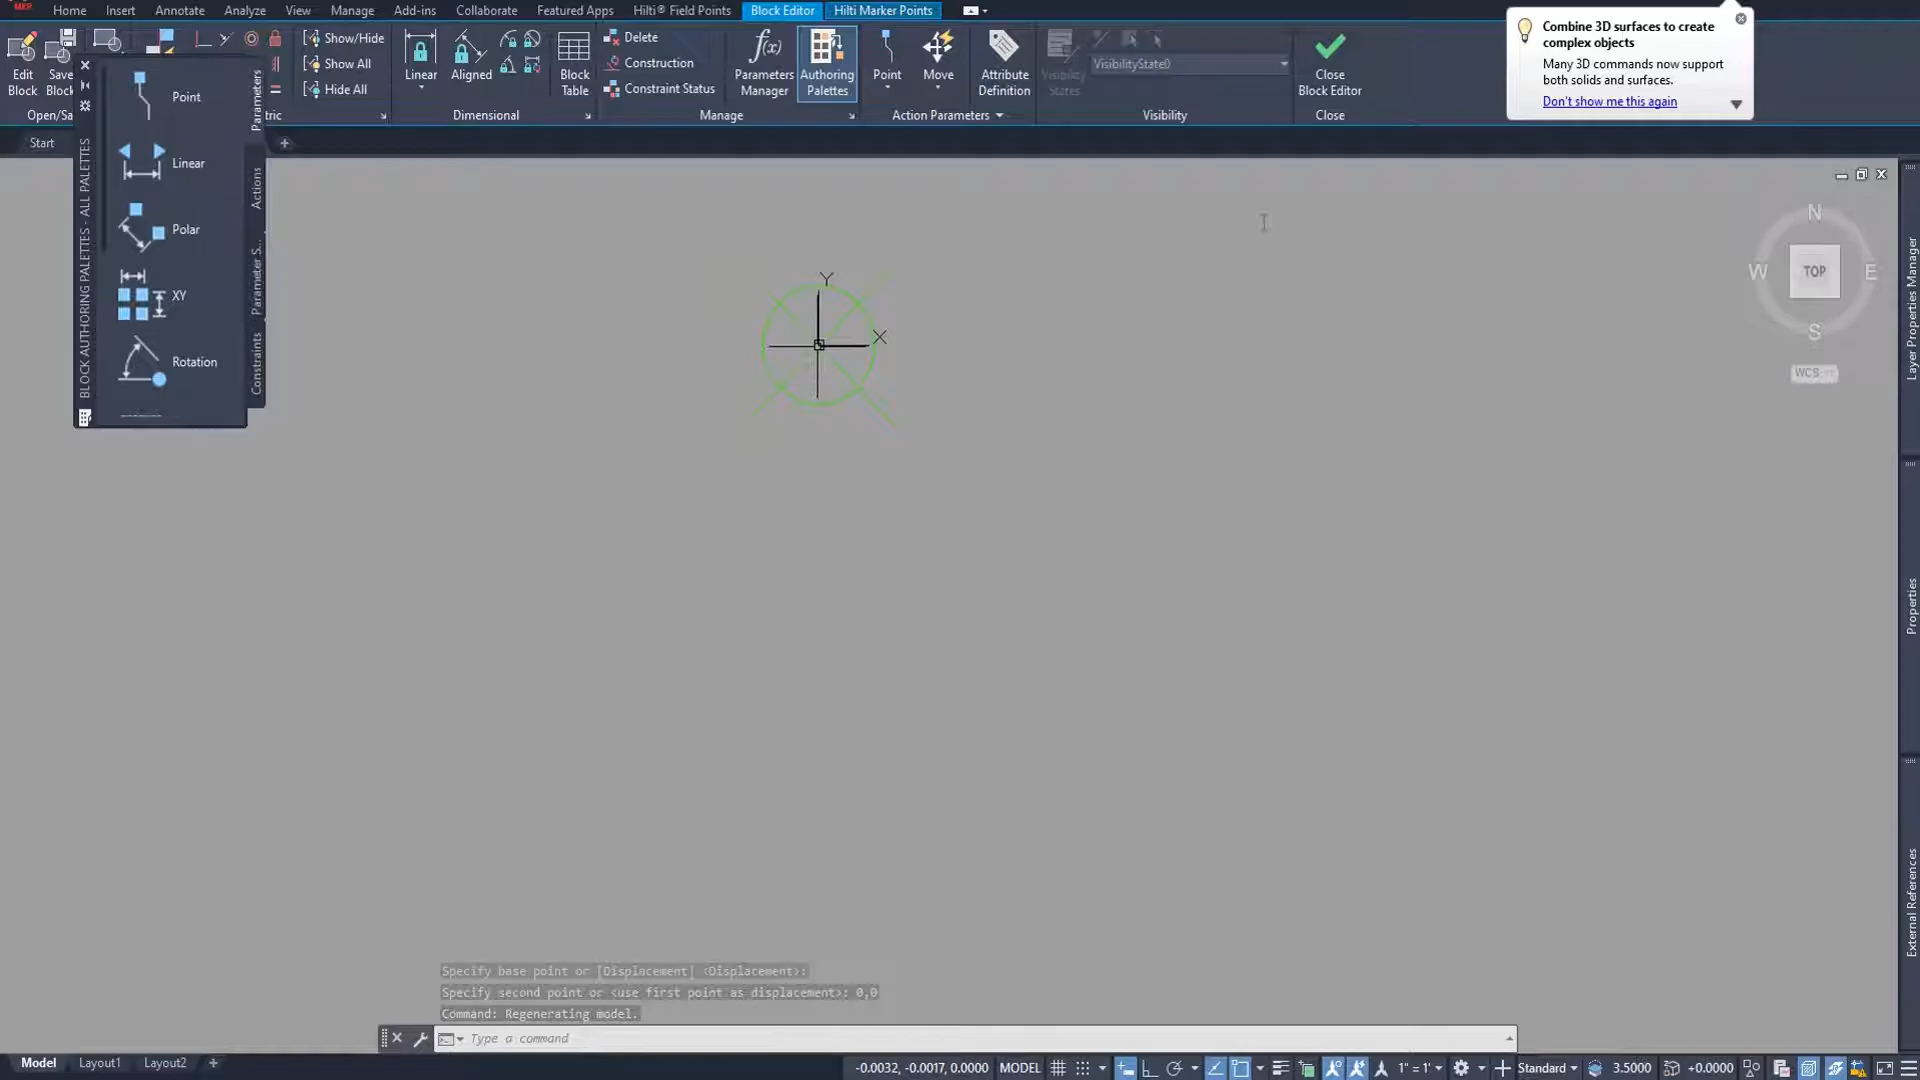 Home Insert Annotate Analyze View Manage Add-ins Collaborate Featured Apps Hilti® Field Points Block Editor Hilti Marker Points
Edit
Block
Save
Block
Show/Hide
Show All
Hide All
Linear
Aligned
Block
Table
Delete
Construction
Constraint Status
Parameters
Manager
Authoring
Palettes
Point
Move
Attribute
Definition
Visibility
States
VisibilityState0
Close
Block Editor
Dimensional
Manage
Action Parameters
Visibility
Close
Combine 3D surfaces to create
complex objects
Many 3D commands now support
both solids and surfaces.
Don't show me this again
Start
BLOCK AUTHORING PALETTES - ALL PALETTES
Point
Linear
Polar
XY
Rotation
Parameters
Actions
Parameter S...
Constraints
Y
X
N
W
TOP
E
S
WCS
Layer Properties Manager
Properties
External References
Specify base point or [Displacement] <Displacement>:
Specify second point or <use first point as displacement>: 0,0
Command: Regenerating model.
Type a command
Model Layout1 Layout2
-0.0032, -0.0017, 0.0000 MODEL 1" = 1' Standard 3.5000 +0.0000